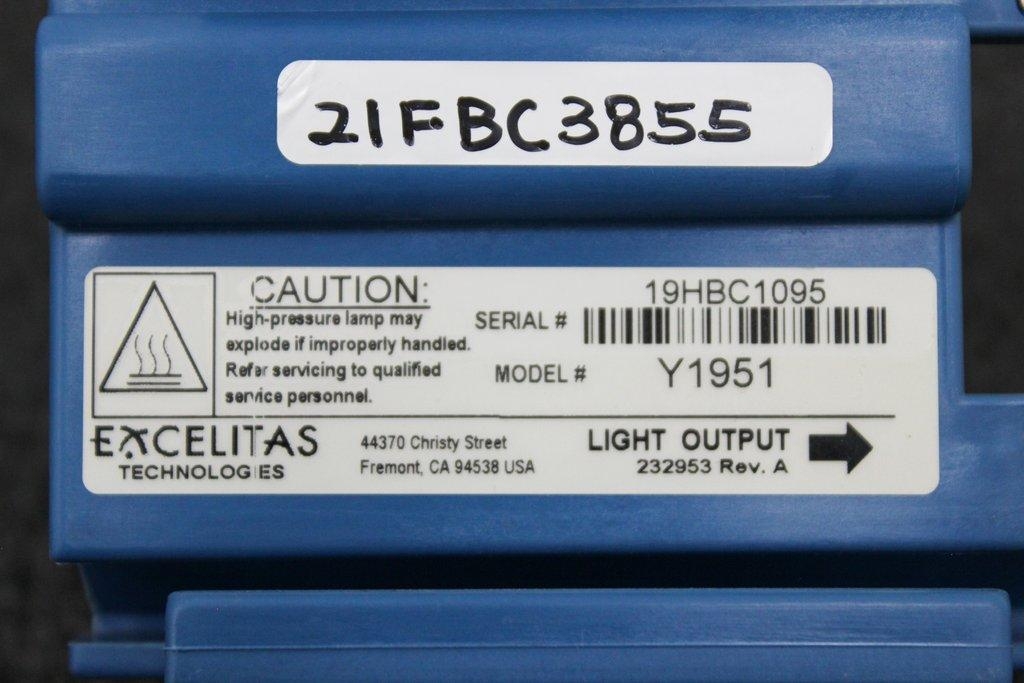 21FBC3855
CAUTION:
High-pressure lamp may
explode if improperly handled.
Refer servicing to qualified
service personnel.
SERIAL # 19HBC1095
MODEL # Y1951
EXCELITAS
TECHNOLOGIES
44370 Christy Street
Fremont, CA 94538 USA
LIGHT OUTPUT
232953 Rev. A